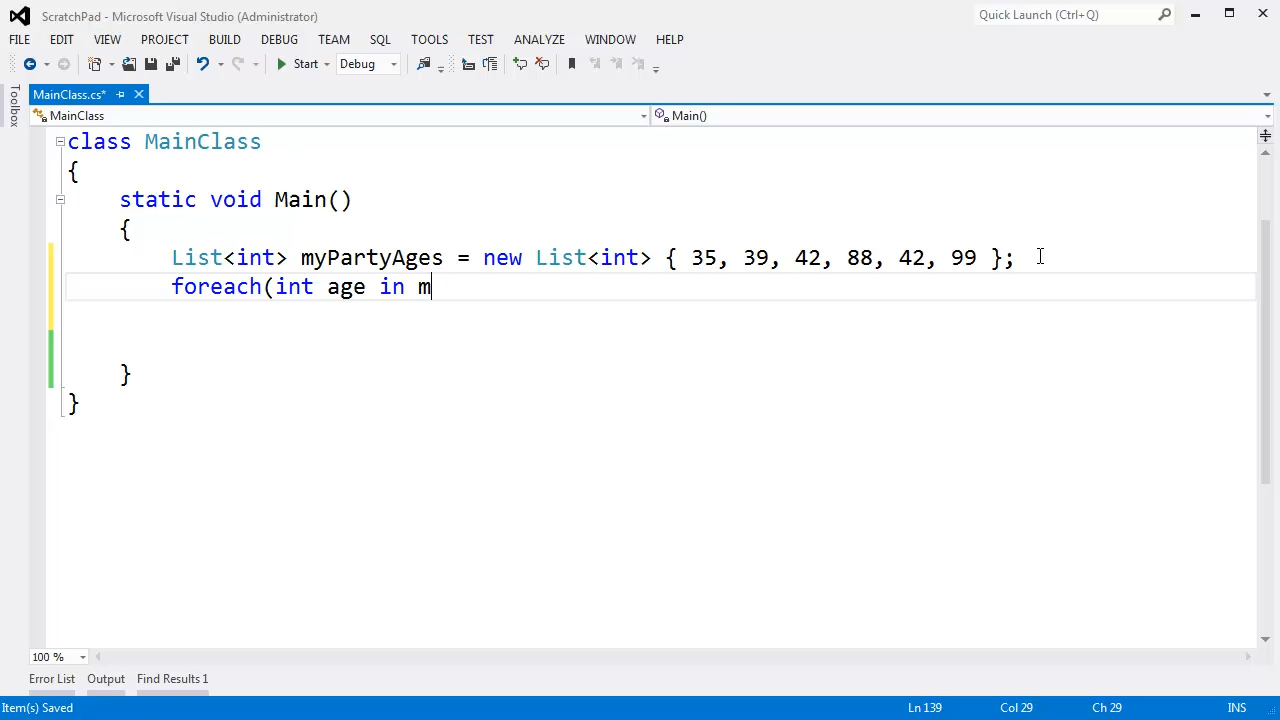 ScratchPad - Microsoft Visual Studio (Administrator)
Quick Launch (Ctrl+Q)
FILE EDIT VIEW PROJECT BUILD DEBUG TEAM SQL TOOLS TEST ANALYZE WINDOW HELP
Start Debug
Toolbox
MainClass.cs*
MainClass Main()
class MainClass
{
static void Main()
{
List<int> myPartyAges = new List<int> { 35, 39, 42, 88, 42, 99 };
foreach(int age in m
}
}
100 %
Error List Output Find Results 1
Item(s) Saved Ln 139 Col 29 Ch 29 INS